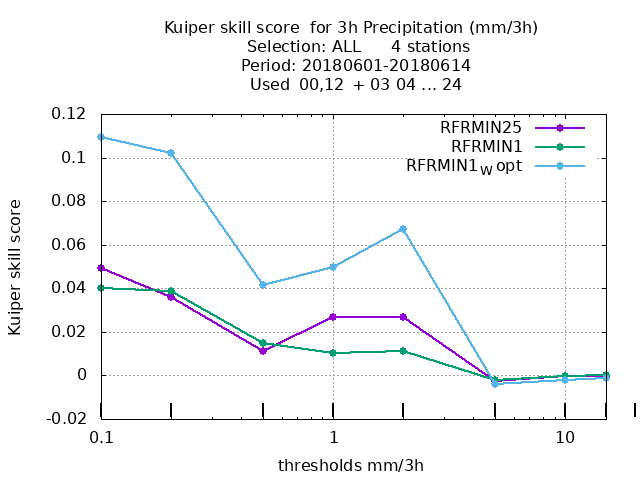 Kuiper skill score  for 3h Precipitation (mm/3h)
Selection: ALL      4 stations
Period: 20180601-20180614
Used  00,12  + 03 04 ... 24
RFRMIN25
RFRMIN1
RFRMIN1W opt
0.12
0.1
0.08
0.06
0.04
0.02
0
-0.02
Kuiper skill score
0.1 1 10
thresholds mm/3h